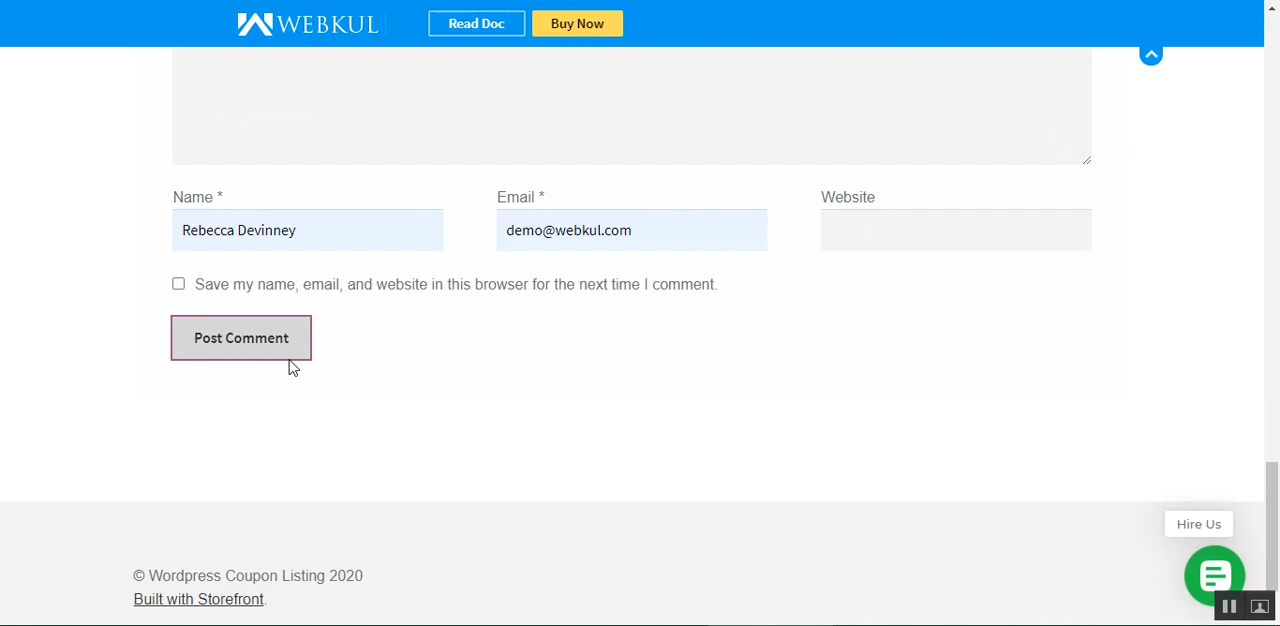 WEBKUL
Read Doc
Buy Now
Name *
Email *
Website
Rebecca Devinney
demo@webkul.com
Save my name, email, and website in this browser for the next time I comment.
Post Comment
Hire Us
© Wordpress Coupon Listing 2020
Built with Storefront.